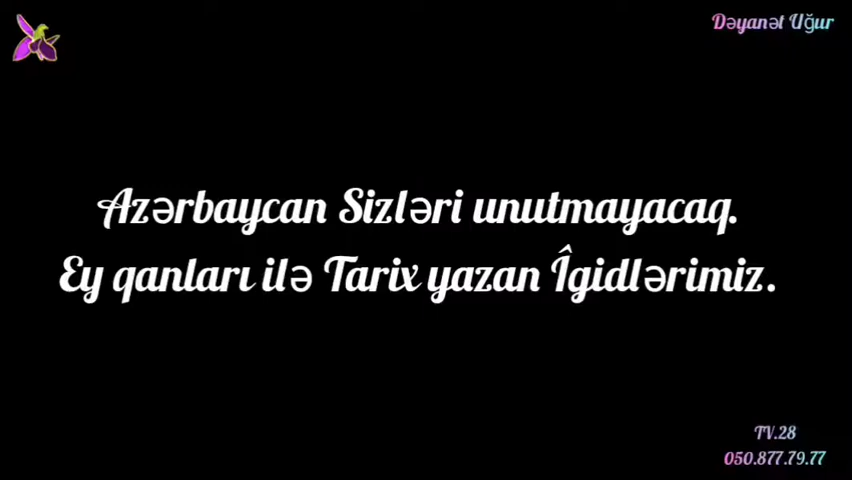 Dəyanət Uğur
Azərbaycan Sizləri unutmayacaq.
Ey qanları ilə Tarix yazan Îgidlərimiz.
TV.28
050.877.79.77